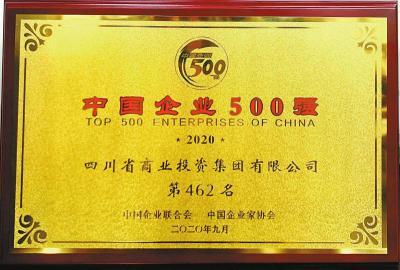 500
中国企业500强
TOP 500 ENTERPRISES OF CHINA
★ 2020 ★
四川省商业投资集团有限公司
第462名
中国企业联合会 中国企业家协会
二〇二〇年九月